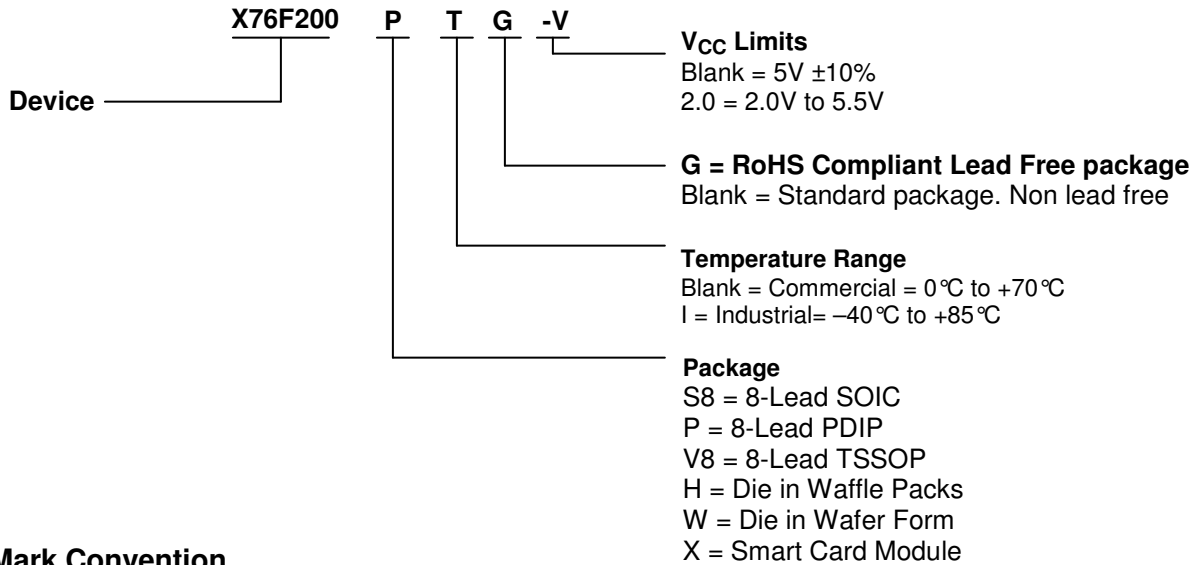 X76F200 P T G -V
Device
VCC Limits
Blank = 5V ±10%
2.0 = 2.0V to 5.5V
G = RoHS Compliant Lead Free package
Blank = Standard package. Non lead free
Temperature Range
Blank = Commercial = 0°C to +70°C
I = Industrial= –40°C to +85°C
Package
S8 = 8-Lead SOIC
P = 8-Lead PDIP
V8 = 8-Lead TSSOP
H = Die in Waffle Packs
W = Die in Wafer Form
X = Smart Card Module
Mark Convention